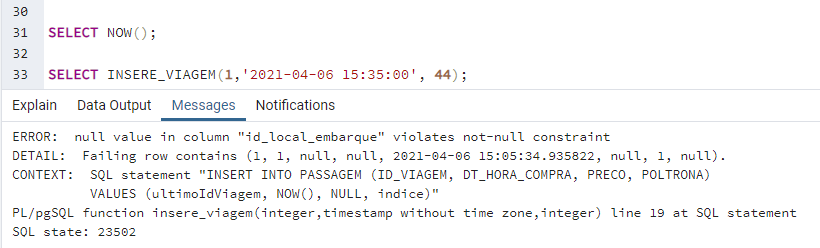 30
31 SELECT NOW();
32
33 SELECT INSERE_VIAGEM(1,'2021-04-06 15:35:00', 44);
Explain Data Output Messages Notifications
ERROR:  null value in column "id_local_embarque" violates not-null constraint
DETAIL:  Failing row contains (1, 1, null, null, 2021-04-06 15:05:34.935822, null, 1, null).
CONTEXT:  SQL statement "INSERT INTO PASSAGEM (ID_VIAGEM, DT_HORA_COMPRA, PRECO, POLTRONA)
VALUES (ultimoIdViagem, NOW(), NULL, indice)"
PL/pgSQL function insere_viagem(integer,timestamp without time zone,integer) line 19 at SQL statement
SQL state: 23502